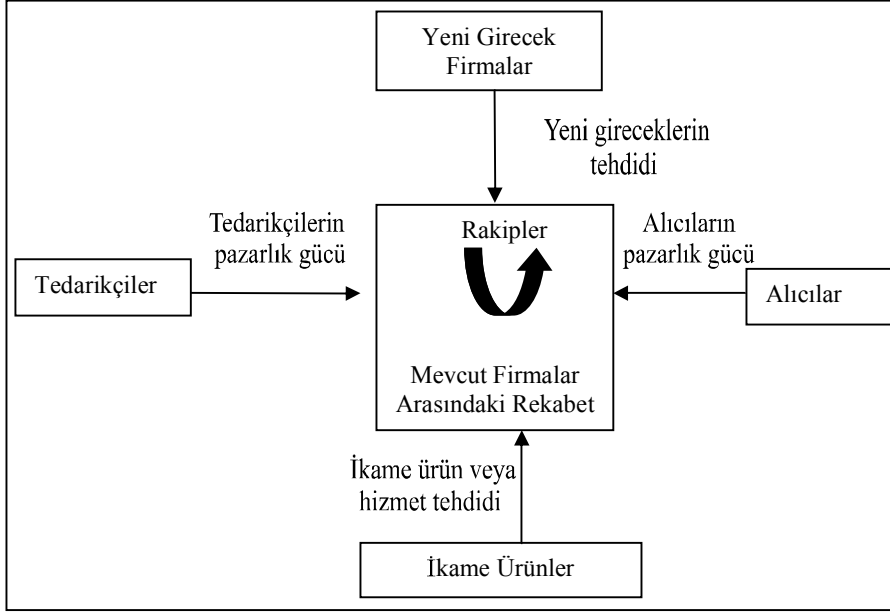 Yeni Girecek
Firmalar
Yeni gireceklerin
tehdidi
Tedarikçilerin
pazarlık gücü
Rakipler
Alıcıların
pazarlık gücü
Tedarikçiler
Alıcılar
Mevcut Firmalar
Arasındaki Rekabet
İkame ürün veya
hizmet tehdidi
İkame Ürünler